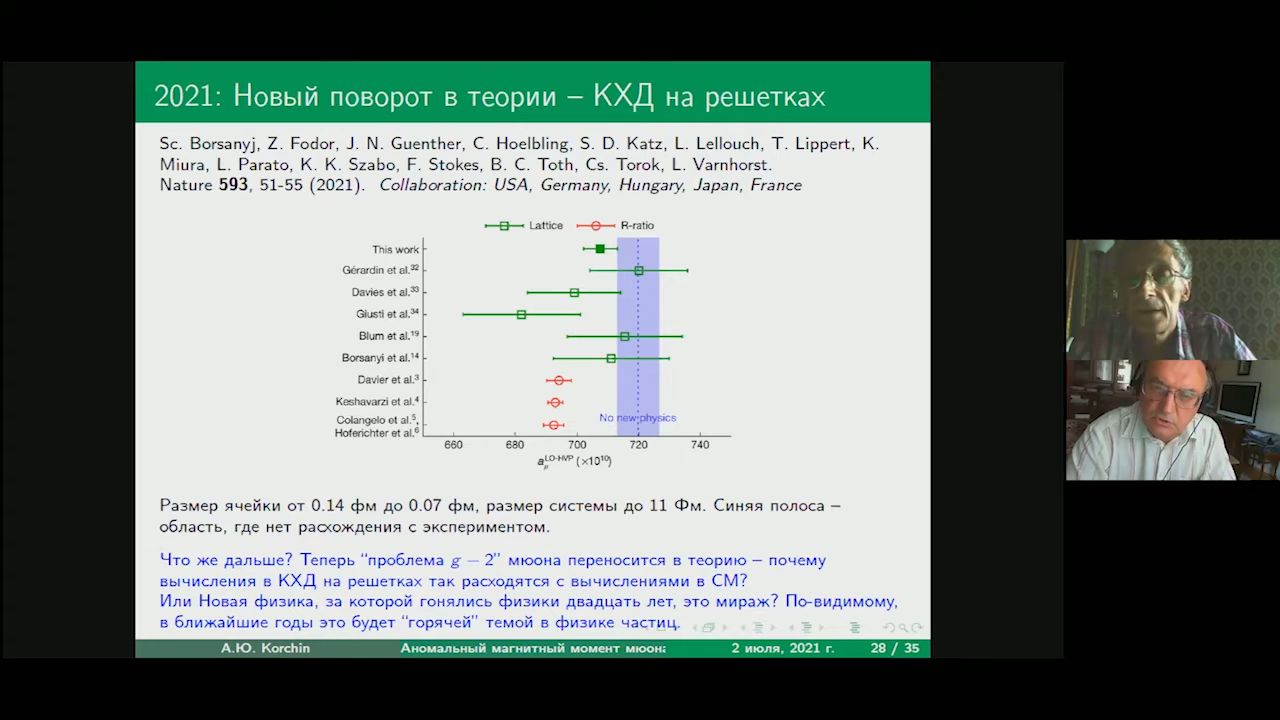 2021: Новый поворот в теории – КХД на решетках
Sc. Borsanyj, Z. Fodor, J. N. Guenther, C. Hoelbling, S. D. Katz, L. Lellouch, T. Lippert, K.
Miura, L. Parato, K. K. Szabo, F. Stokes, B. C. Toth, Cs. Torok, L. Varnhorst.
Nature 593, 51-55 (2021). Collaboration: USA, Germany, Hungary, Japan, France
Lattice R-ratio
This work
Gérardin et al.32
Davies et al.33
Giusti et al.34
Blum et al.19
Borsanyi et al.14
Davier et al.3
Keshavarzi et al.4
Colangelo et al.5,
Hoferichter et al.6
No new physics
660 680 700 720 740
aμ^LO-HVP (×10^10)
Размер ячейки от 0.14 фм до 0.07 фм, размер системы до 11 Фм. Синяя полоса –
область, где нет расхождения с экспериментом.
Что же дальше? Теперь “проблема g − 2” мюона переносится в теорию – почему
вычисления в КХД на решетках так расходятся с вычислениями в СМ?
Или Новая физика, за которой гонялись физики двадцать лет, это мираж? По-видимому,
в ближайшие годы это будет “горячей” темой в физике частиц.
А.Ю. Korchin Аномальный магнитный момент мюона 2 июля, 2021 г. 28 / 35